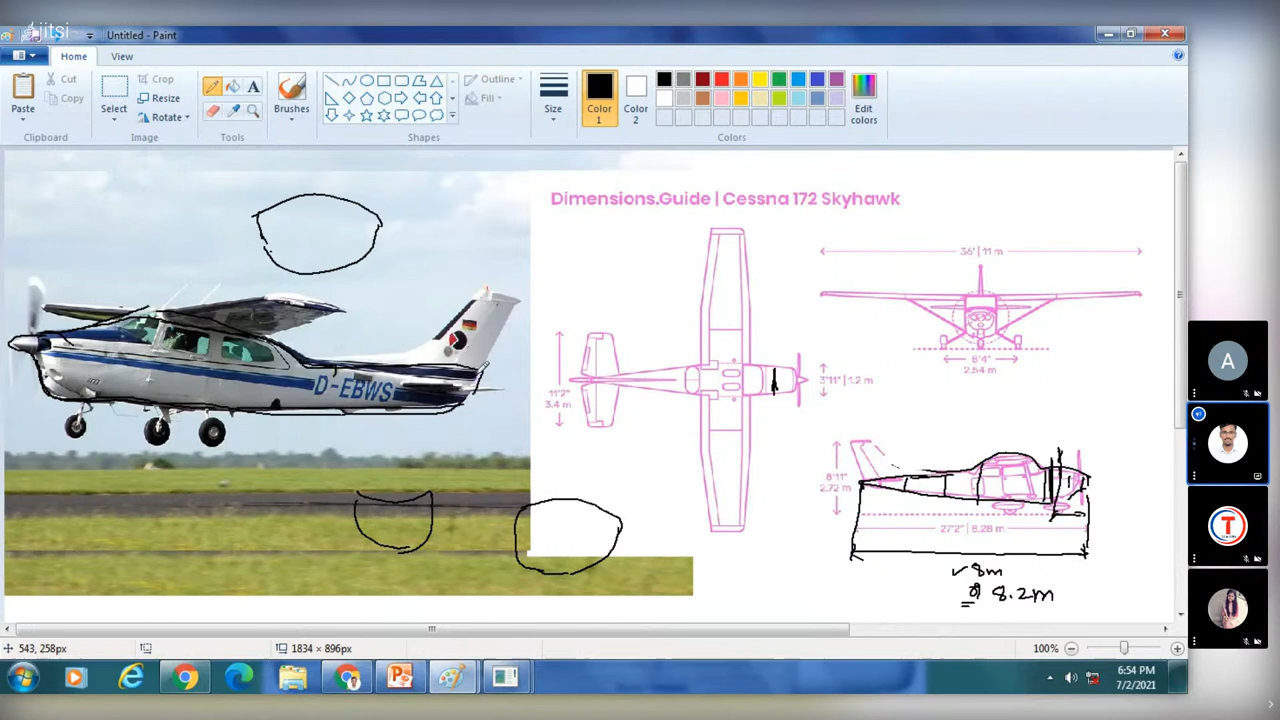 jitsi
Untitled - Paint
Home
View
Paste
Cut
Copy
Clipboard
Select
Crop
Resize
Rotate
Image
Tools
Brushes
Shapes
Outline
Fill
Size
Color 1
Color 2
Edit colors
Colors
Dimensions.Guide | Cessna 172 Skyhawk
36' | 11 m
8'4"
2.54 m
11'2"
3.4 m
3'11" | 1.2 m
D-EBWS
8'11"
2.72 m
27'2" | 8.28 m
8m
8.2m
A
T
543, 258px
1834 × 896px
100%
6:54 PM
7/2/2021